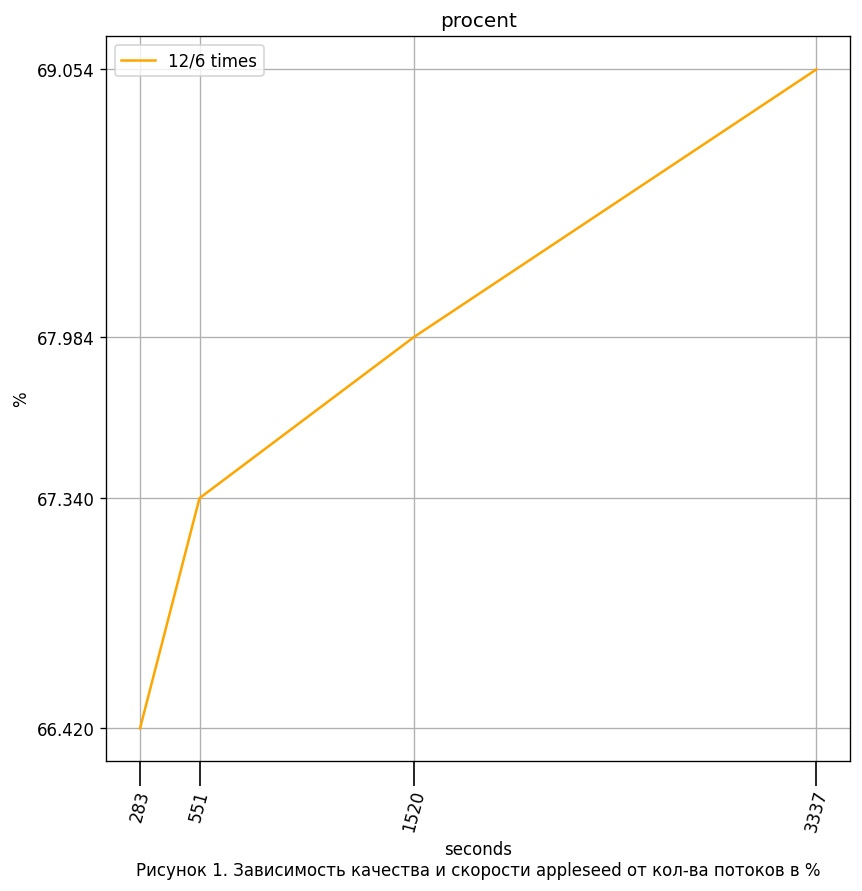 procent
12/6 times
69.054
67.984
%
67.340
66.420
283
551
1520
3337
seconds
Рисунок 1. Зависимость качества и скорости appleseed от кол-ва потоков в %